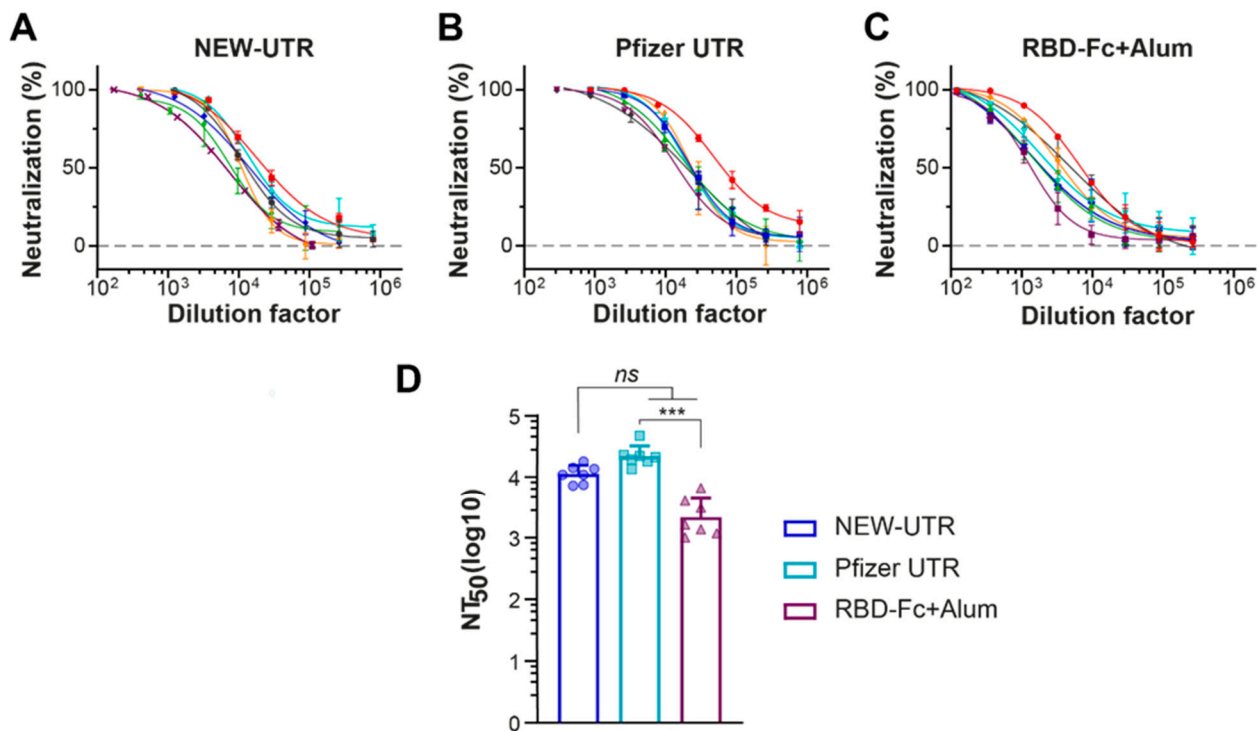 A
NEW-UTR
Neutralization (%)
100
50
0
10² 10³ 10⁴ 10⁵ 10⁶
Dilution factor
B
Pfizer UTR
Neutralization (%)
100
50
0
10² 10³ 10⁴ 10⁵ 10⁶
Dilution factor
C
RBD-Fc+Alum
Neutralization (%)
100
50
0
10² 10³ 10⁴ 10⁵ 10⁶
Dilution factor
D
ns
***
NT₅₀(log10)
5
4
3
2
1
0
NEW-UTR
Pfizer UTR
RBD-Fc+Alum